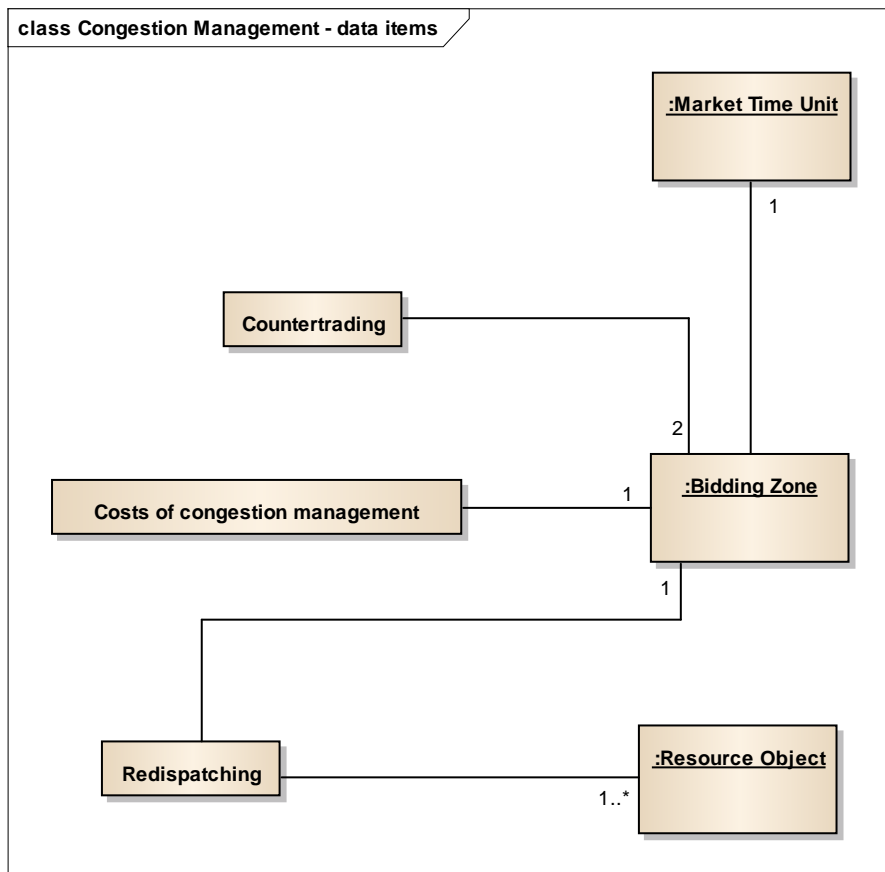 class Congestion Management - data items
:Market Time Unit
1
Countertrading
2
:Bidding Zone
1
Costs of congestion management
1
Redispatching
:Resource Object
1..*